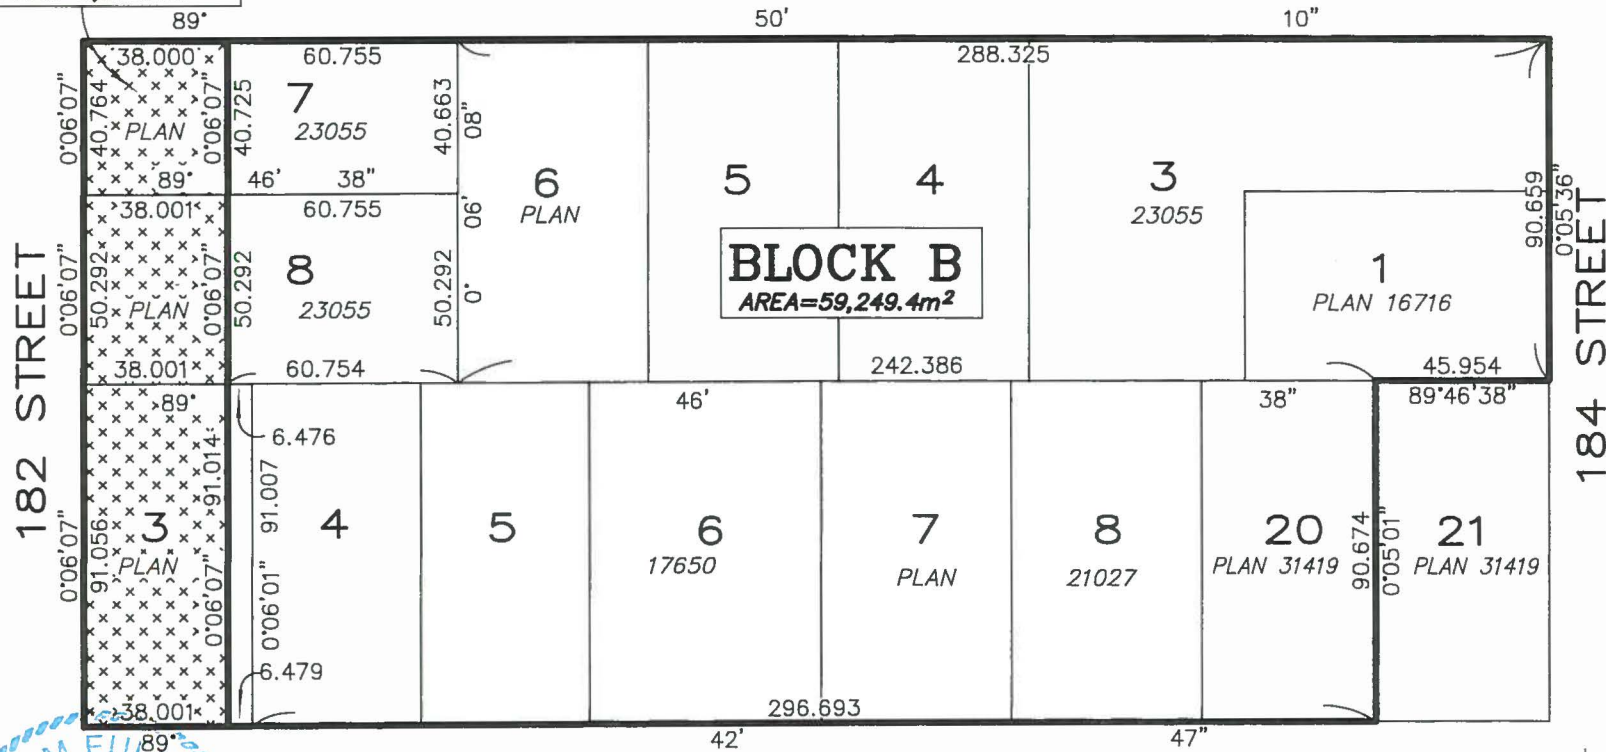 89° 50' 10"
38.000 60.755 288.325
0°06'07" 40.764 0°06'07" 40.725 7 40.663 08"
PLAN 23055
89° 46' 38"
6 5 4 3
PLAN 23055
38.001 60.755 06'
90.659 0°05'36"
0°06'07" 50.292 0°06'07" 50.292 8 50.292 0°
PLAN 23055
BLOCK B
AREA=59,249.4m²
1
PLAN 16716
38.001 60.754 242.386 45.954
89° 46' 38" 89°46'38"
6.476
91.014 91.007
182 STREET
184 STREET
3 4 5 6 7 8 20 21
PLAN 17650 PLAN 21027 PLAN 31419 PLAN 31419
0°06'07" 91.056 0°06'07" 0°06'01" 90.674 0°05'01"
6.479
38.001 296.693
89° 42' 47"